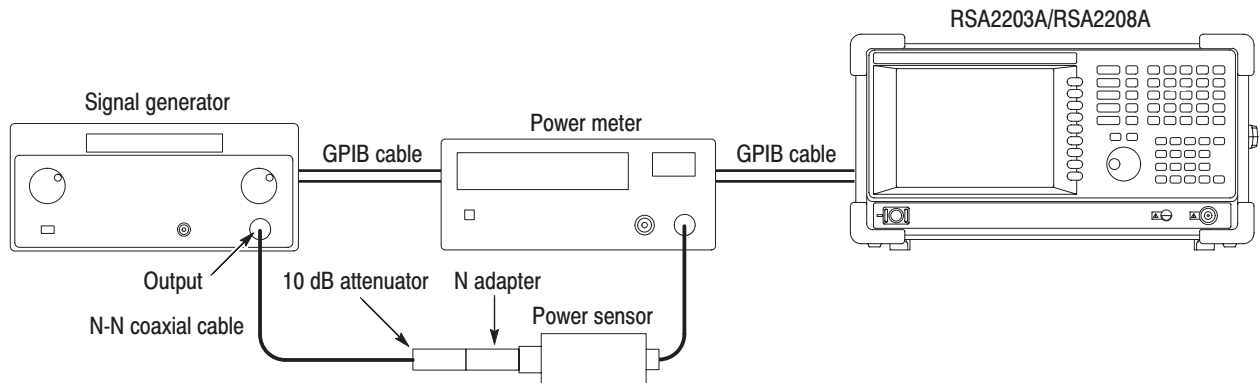 RSA2203A/RSA2208A
Signal generator
Power meter
GPIB cable
GPIB cable
Output
10 dB attenuator
N adapter
N-N coaxial cable
Power sensor